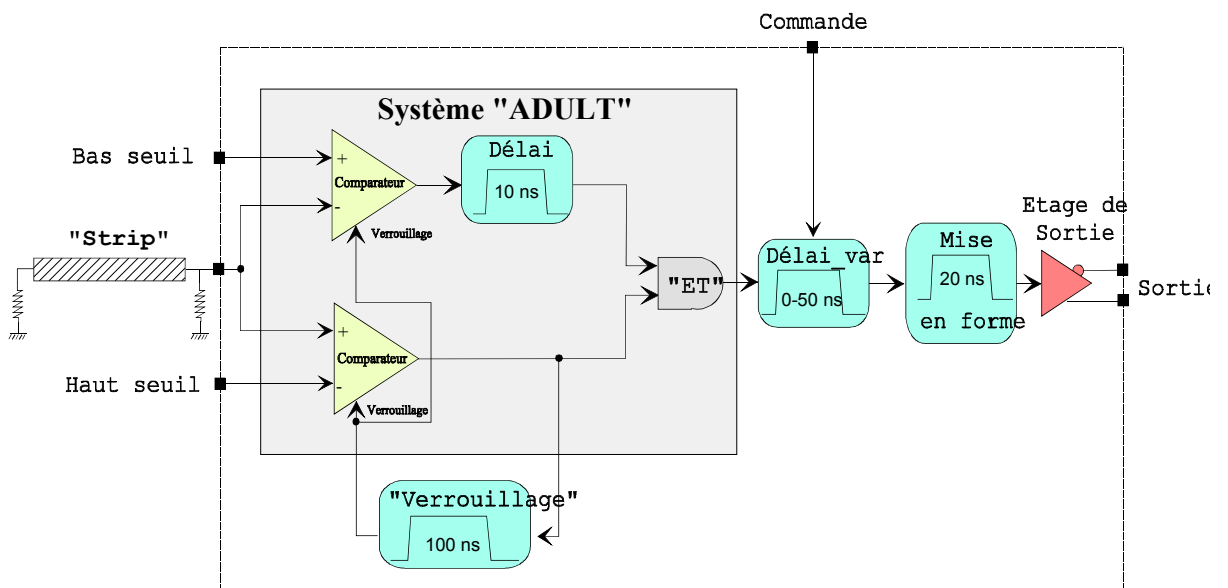 Commande
Système "ADULT"
Bas seuil
+
Comparateur
-
Verrouillage
Délai
10 ns
"Strip"
Haut seuil
+
Comparateur
-
Verrouillage
"ET"
Délai_var
0-50 ns
Mise
20 ns
en forme
Etage de
Sortie
Sortie
"Verrouillage"
100 ns